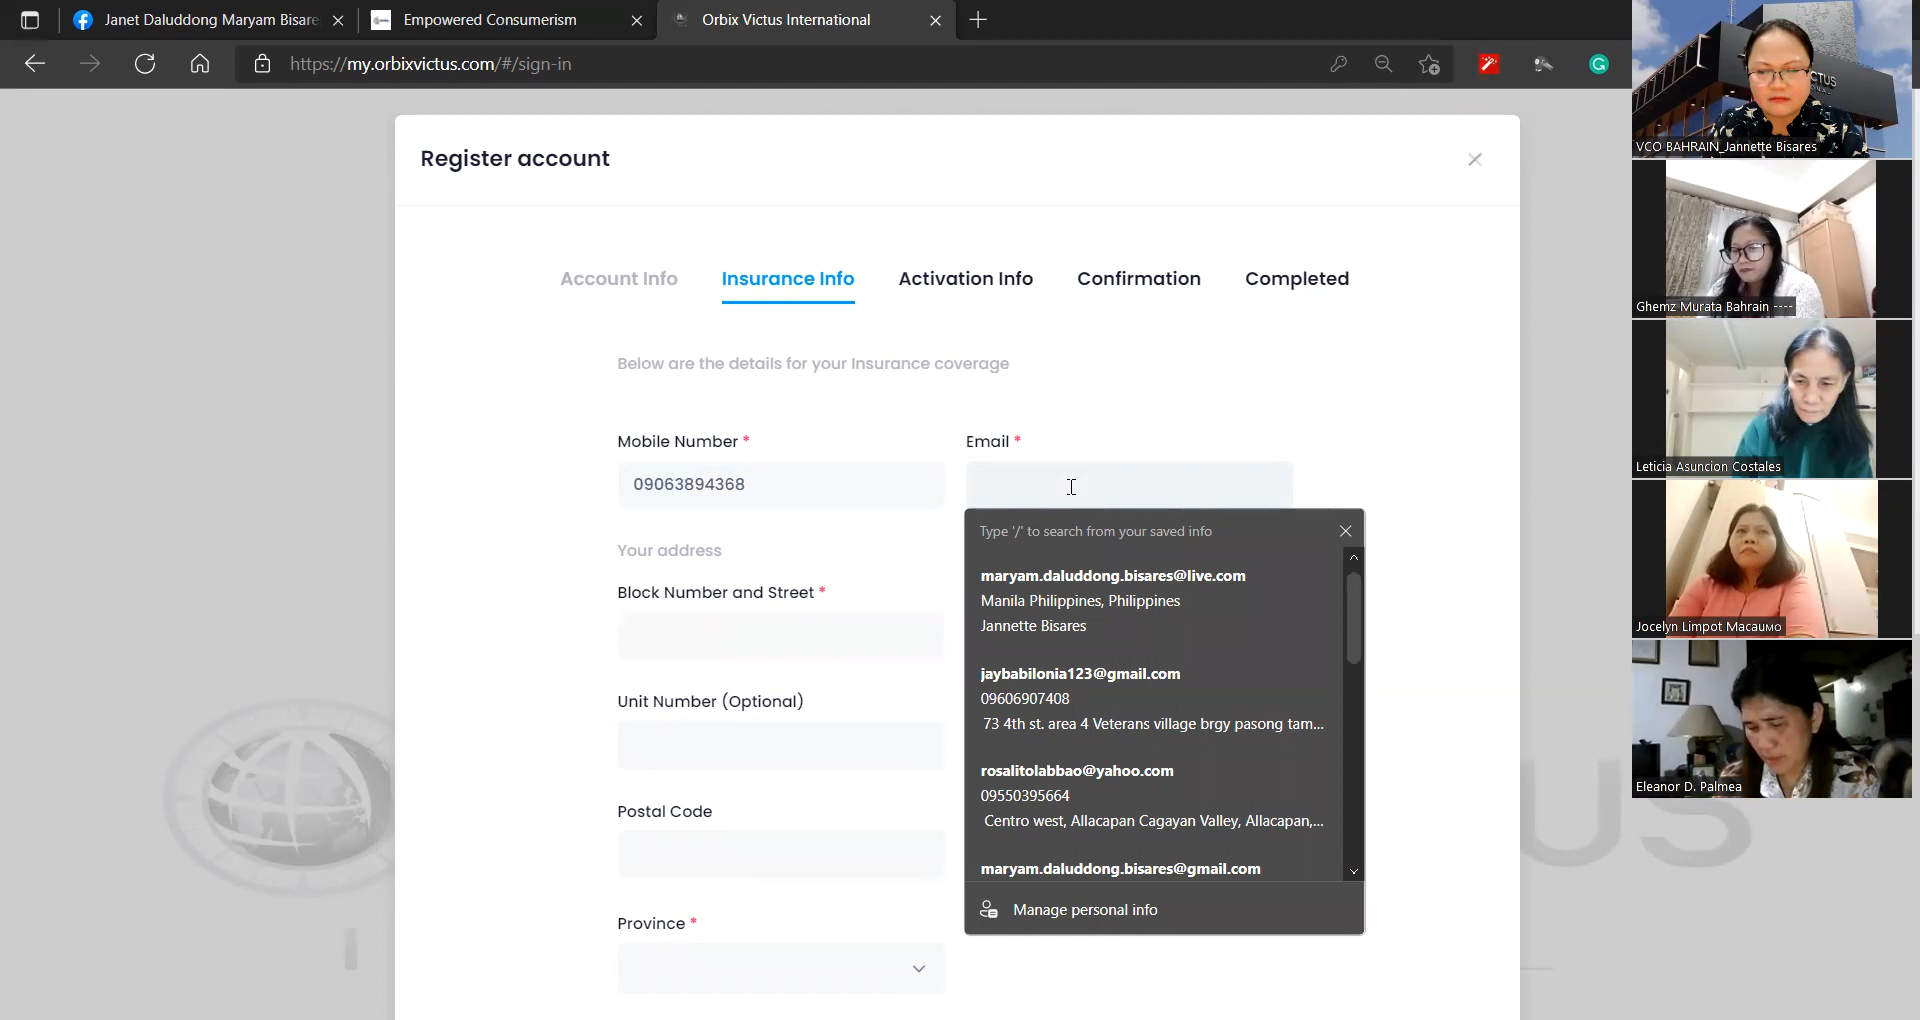 Janet Daluddong Maryam Bisare
Empowered Consumerism
Orbix Victus International
https://my.orbixvictus.com/#/sign-in
Register account
Account Info
Insurance Info
Activation Info
Confirmation
Completed
Below are the details for your Insurance coverage
Mobile Number *
Email *
09063894368
Your address
Block Number and Street *
Unit Number (Optional)
Postal Code
Province *
Type '/' to search from your saved info
maryam.daluddong.bisares@live.com
Manila Philippines, Philippines
Jannette Bisares
jaybabilonia123@gmail.com
09606907408
73 4th st. area 4 Veterans village brgy pasong tam...
rosalitolabbao@yahoo.com
09550395664
Centro west, Allacapan Cagayan Valley, Allacapan,...
maryam.daluddong.bisares@gmail.com
Manage personal info
VCO BAHRAIN_Jannette Bisares
Ghemz Murata Bahrain ----
Leticia Asuncion Costales
Jocelyn Limpot Macaumo
Eleanor D. Palmea